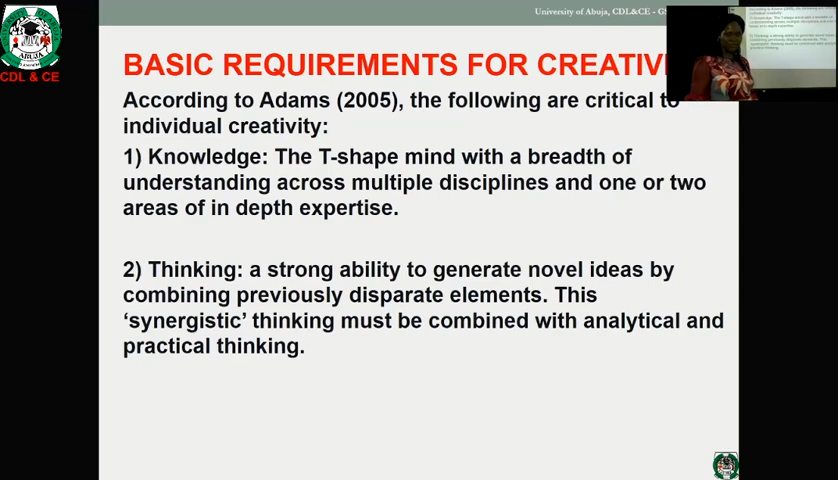 University of Abuja, CDL&CE - GS
ABUJA
CDL & CE
BASIC REQUIREMENTS FOR CREATIVI
According to Adams (2005), the following are critical to
individual creativity:
1) Knowledge: The T-shape mind with a breadth of
understanding across multiple disciplines and one or two
areas of in depth expertise.
2) Thinking: a strong ability to generate novel ideas by
combining previously disparate elements. This
‘synergistic’ thinking must be combined with analytical and
practical thinking.